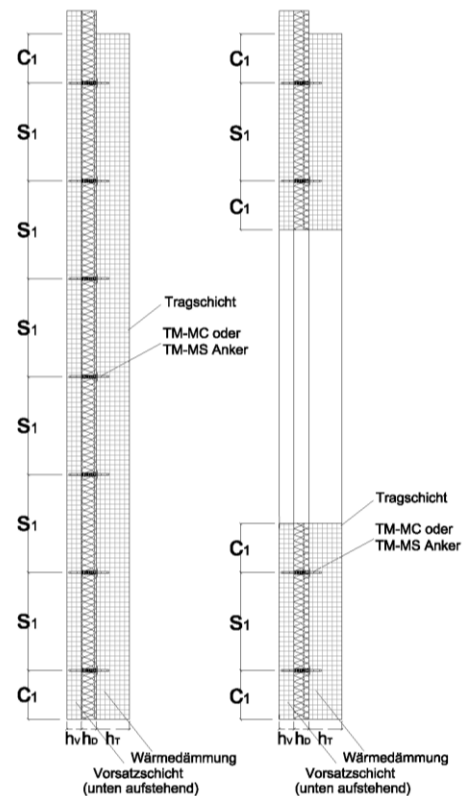 C1
S1
S1
S1
S1
S1
S1
C1
Tragschicht
TM-MC oder
TM-MS Anker
hV hD hT
Wärmedämmung
Vorsatzschicht
(unten aufstehend)
C1
S1
C1
C1
S1
C1
Tragschicht
TM-MC oder
TM-MS Anker
hV hD hT
Wärmedämmung
Vorsatzschicht
(unten aufstehend)